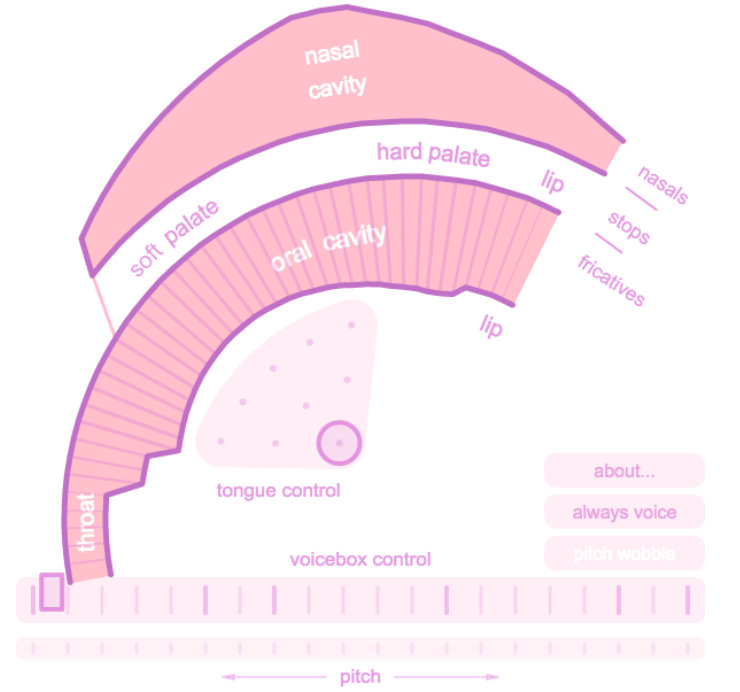 nasal
cavity
hard palate
lip
nasals
soft palate
stops
oral cavity
fricatives
lip
tongue control
about...
throat
always voice
voicebox control
pitch wobble
pitch